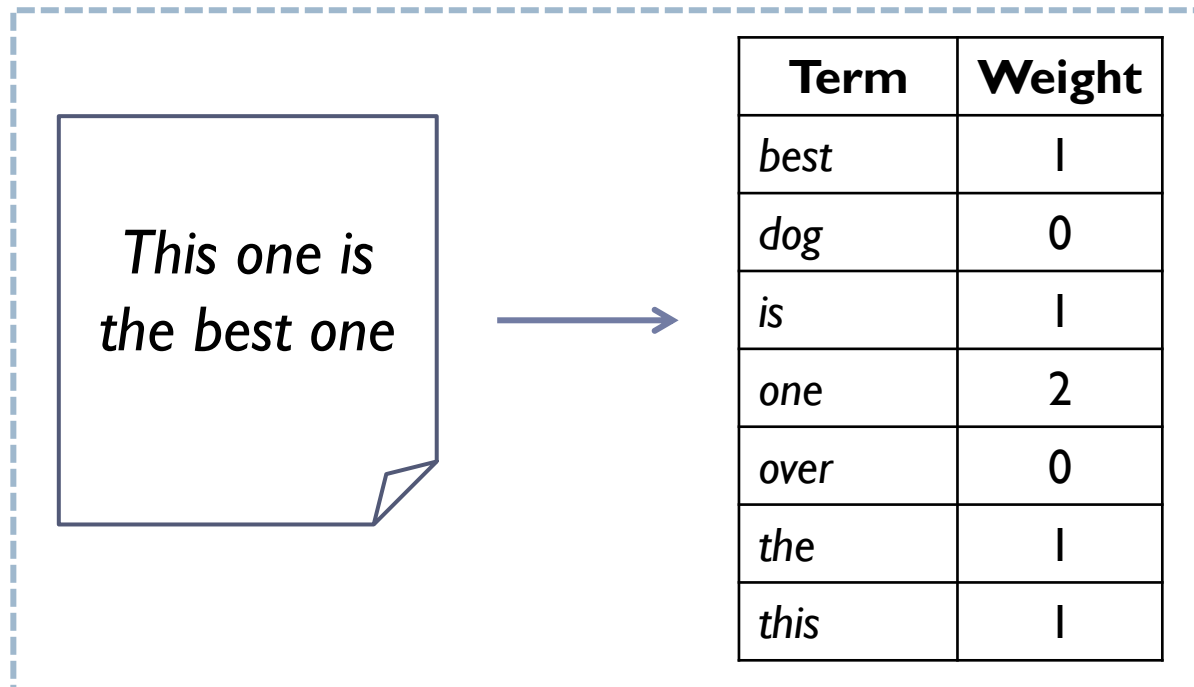 This one is
the best one
Term Weight
best 1
dog 0
is 1
one 2
over 0
the 1
this 1